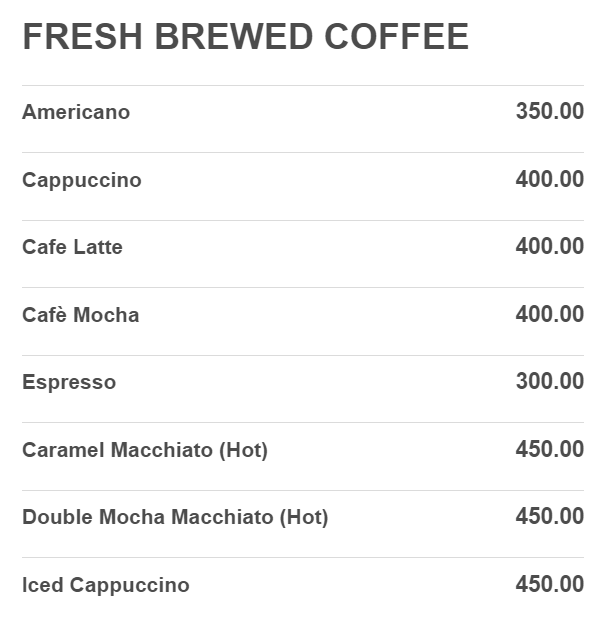 FRESH BREWED COFFEE
Americano 350.00
Cappuccino 400.00
Cafe Latte 400.00
Cafè Mocha 400.00
Espresso 300.00
Caramel Macchiato (Hot) 450.00
Double Mocha Macchiato (Hot) 450.00
Iced Cappuccino 450.00